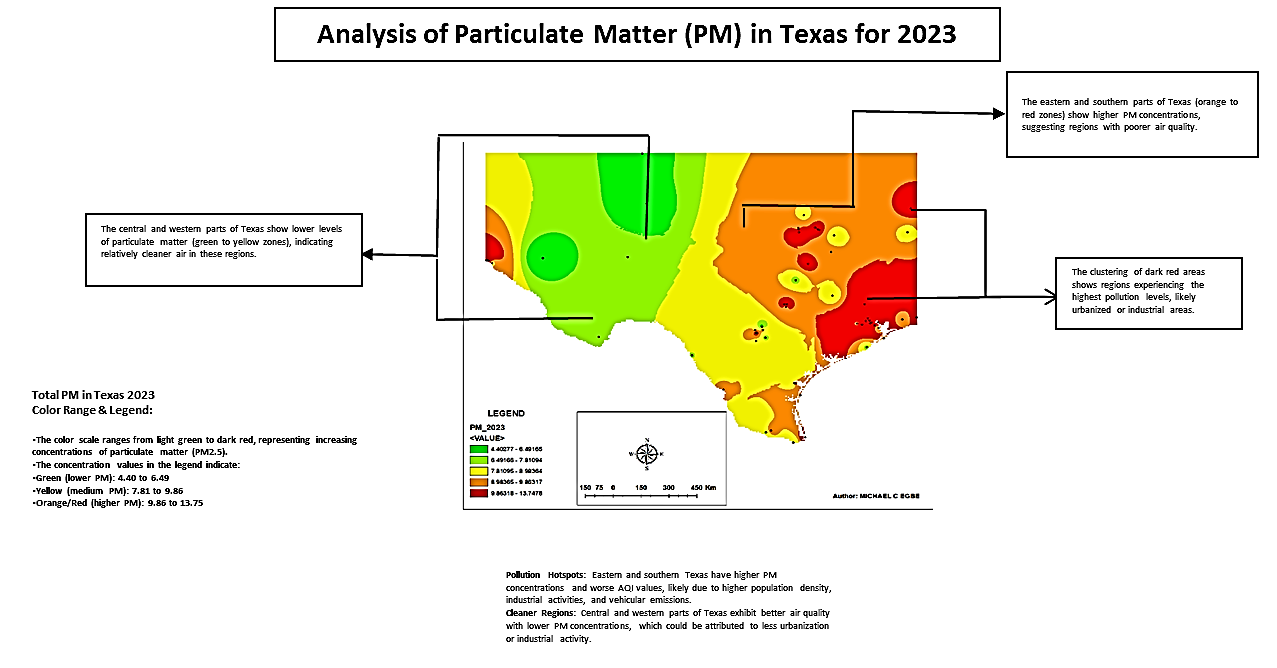 Analysis of Particulate Matter (PM) in Texas for 2023
The eastern and southern parts of Texas (orange to
red zones) show higher PM concentrations,
suggesting regions with poorer air quality.
The central and western parts of Texas show lower levels
of particulate matter (green to yellow zones), indicating
relatively cleaner air in these regions.
The clustering of dark red areas
shows regions experiencing the
highest pollution levels, likely
urbanized or industrial areas.
Total PM in Texas 2023
Color Range & Legend:
•The color scale ranges from light green to dark red, representing increasing
concentrations of particulate matter (PM2.5).
•The concentration values in the legend indicate:
•Green (lower PM): 4.40 to 6.49
•Yellow (medium PM): 7.81 to 9.86
•Orange/Red (higher PM): 9.86 to 13.75
LEGEND
PM_2023
<VALUE>
4.40277 - 6.49165
6.49166 - 7.81094
7.81095 - 8.98364
8.98365 - 9.86317
9.86318 - 13.7478
N
W E
S
150 75 0 150 300 450 Km
Author: MICHAEL C EGBE
Pollution Hotspots: Eastern and southern Texas have higher PM
concentrations and worse AQI values, likely due to higher population density,
industrial activities, and vehicular emissions.
Cleaner Regions: Central and western parts of Texas exhibit better air quality
with lower PM concentrations, which could be attributed to less urbanization
or industrial activity.